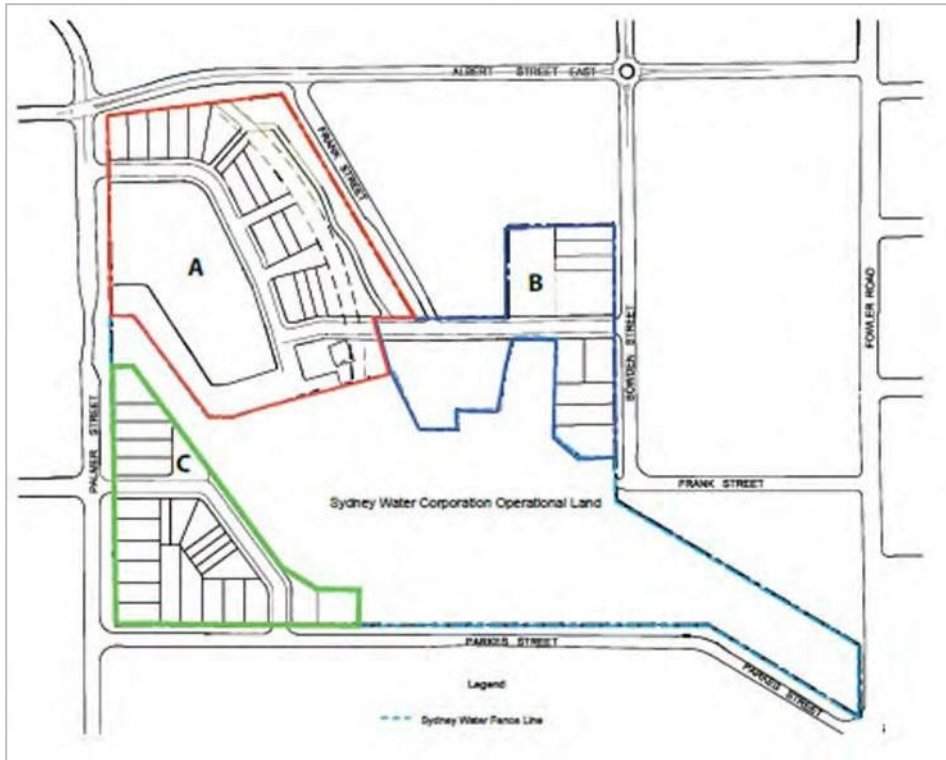 ALBERT STREET EAST
FRANK STREET
A
B
BOWDEN STREET
FOWLER ROAD
PALMER STREET
C
FRANK STREET
Sydney Water Corporation Operational Land
PARKES STREET
PARKES STREET
Legend
Sydney Water Fence Line